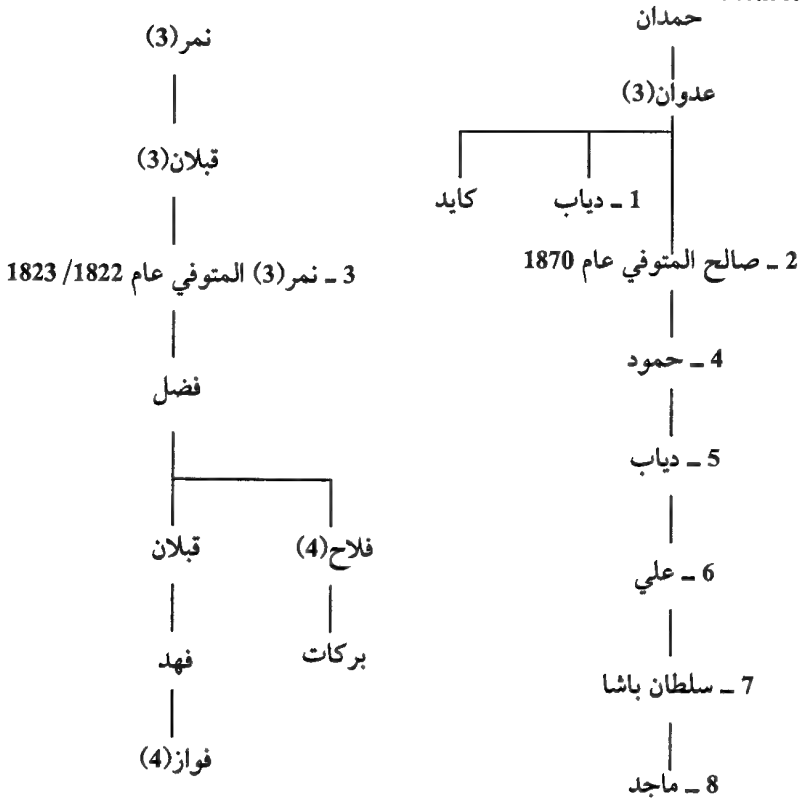 حمدان
عدوان(3)
1 ـ دياب
كايد
2 ـ صالح المتوفي عام 1870
4 ـ حمود
5 ـ دياب
6 ـ علي
7 ـ سلطان باشا
8 ـ ماجد
نمر(3)
قبلان(3)
3 ـ نمر(3) المتوفي عام 1822/ 1823
فضل
فلاح(4)
قبلان
بركات
فهد
فواز(4)